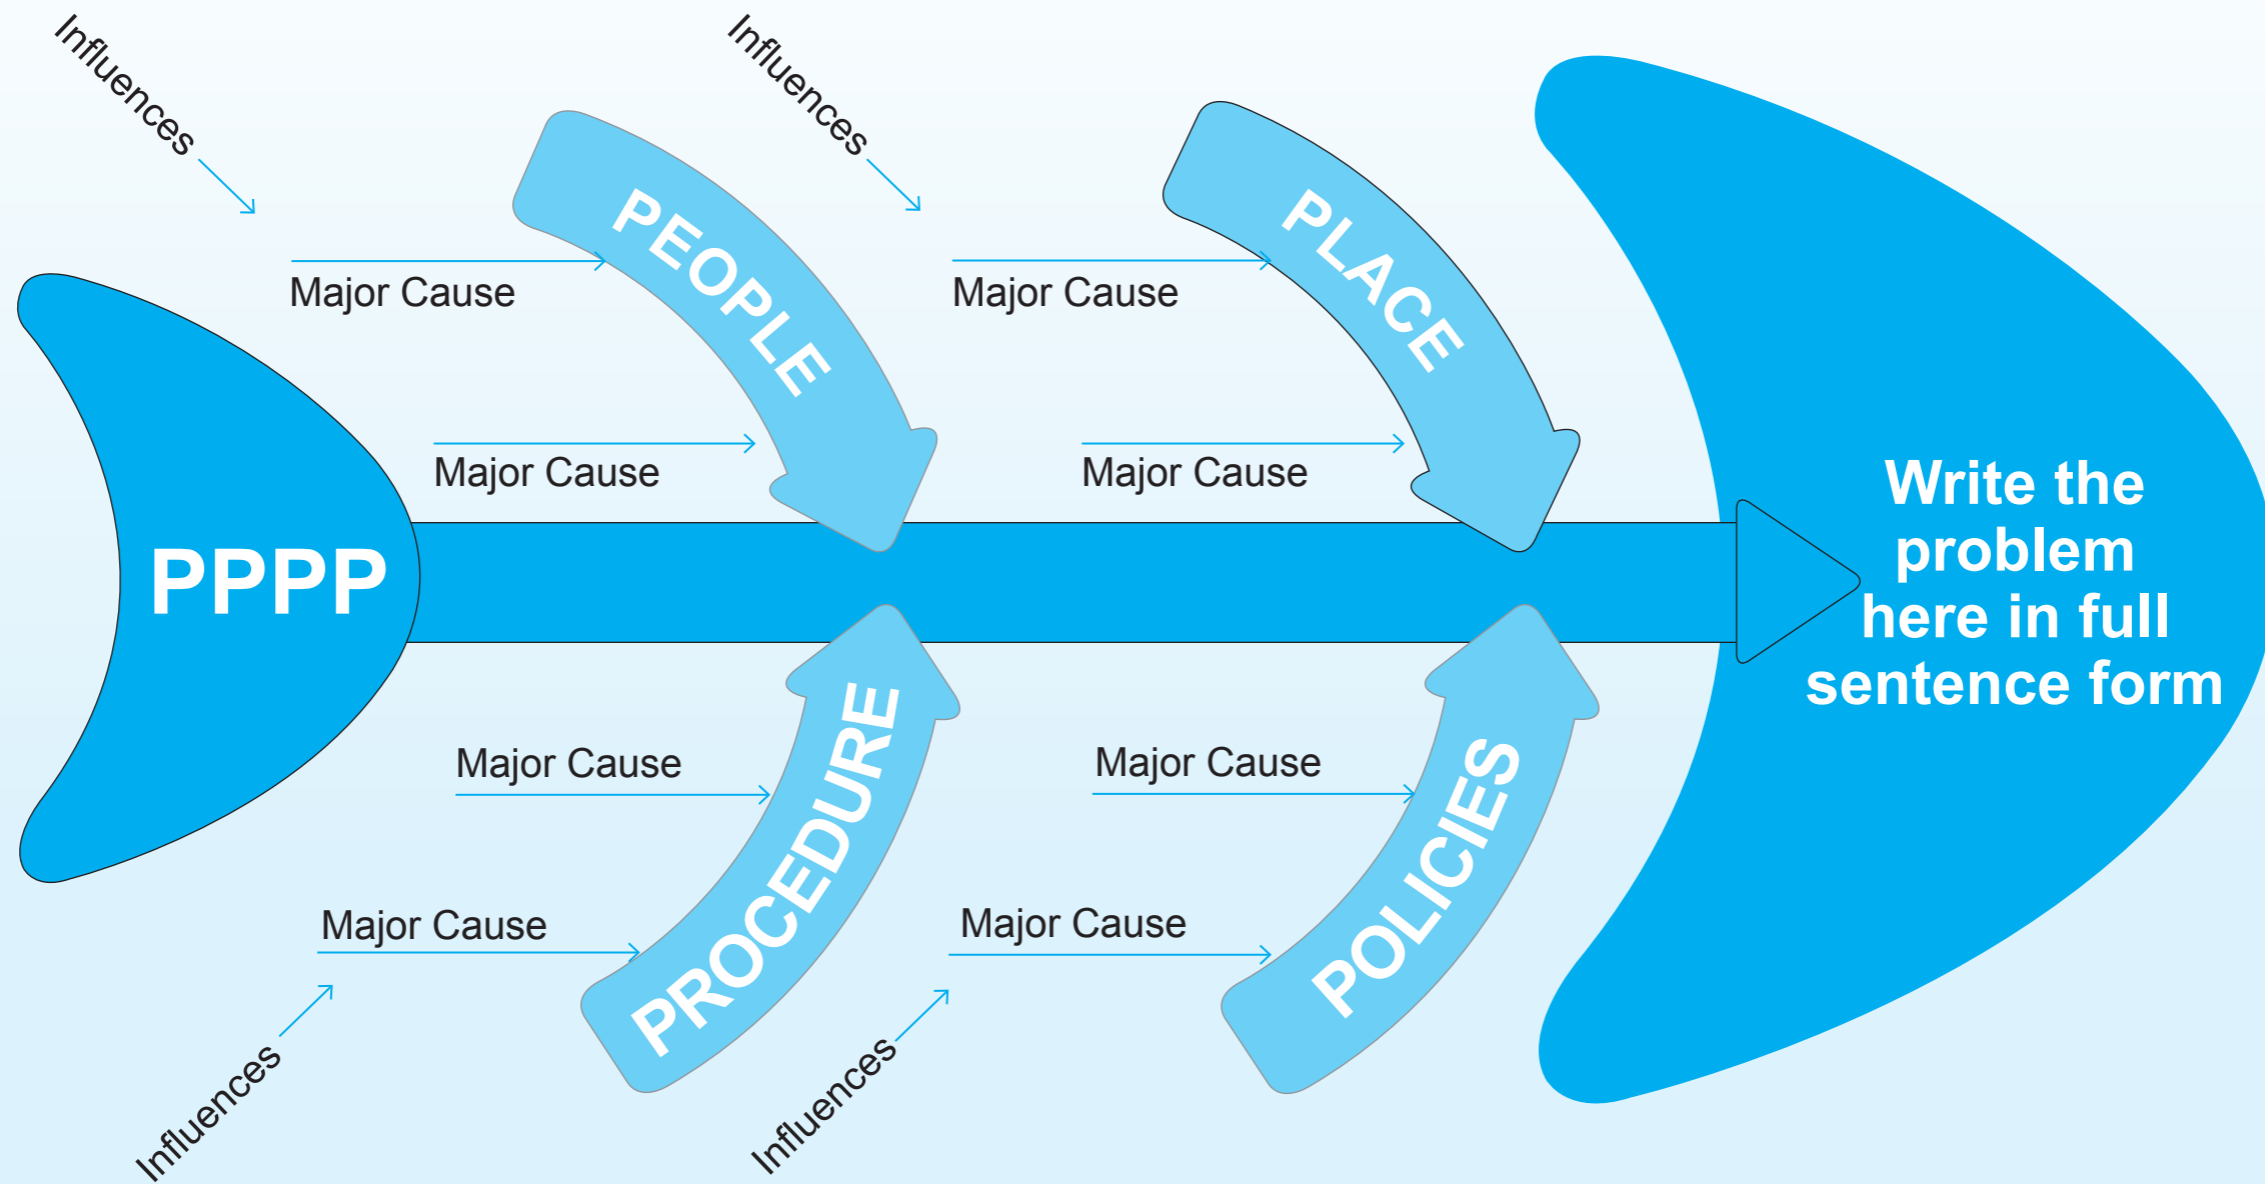 Influences
Influences
PEOPLE
PLACE
Major Cause
Major Cause
Major Cause
Major Cause
PPPP
Write the
problem
here in full
sentence form
PROCEDURE
POLICIES
Major Cause
Major Cause
Major Cause
Major Cause
Influences
Influences